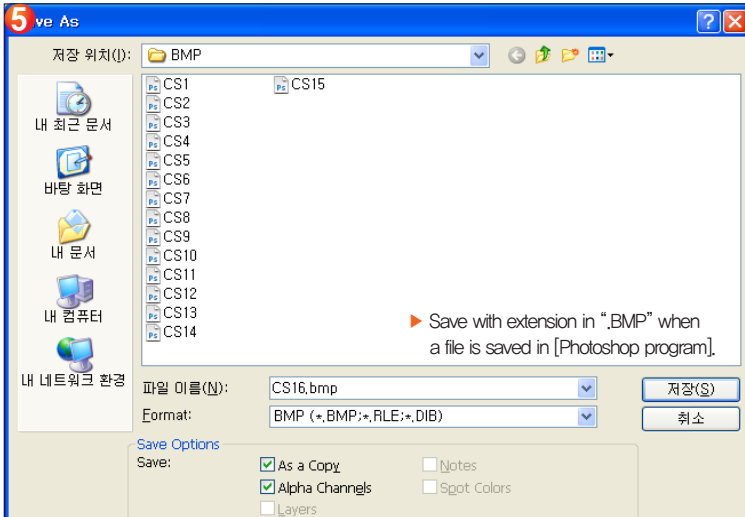 5 ve As
저장 위치(I): BMP
내 최근 문서
바탕 화면
내 문서
내 컴퓨터
내 네트워크 환경
CS1
CS2
CS3
CS4
CS5
CS6
CS7
CS8
CS9
CS10
CS11
CS12
CS13
CS14
CS15
▶ Save with extension in “.BMP” when
a file is saved in [Photoshop program].
파일 이름(N): CS16.bmp 저장(S)
Format: BMP (*.BMP;*.RLE;*.DIB) 취소
Save Options
Save: As a Copy Notes
Alpha Channels Spot Colors
Layers